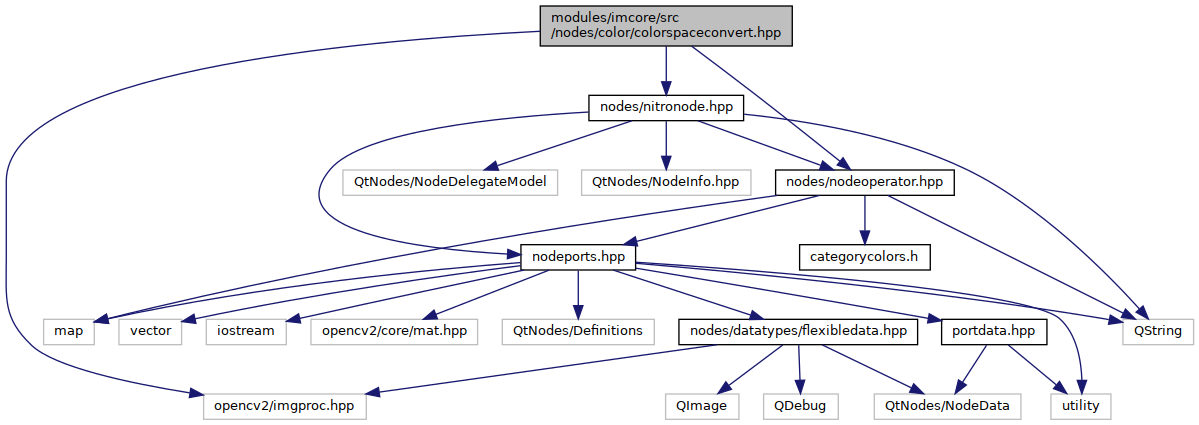 modules/imcore/src
/nodes/color/colorspaceconvert.hpp
nodes/nitronode.hpp
QtNodes/NodeDelegateModel
QtNodes/NodeInfo.hpp
nodes/nodeoperator.hpp
nodeports.hpp
categorycolors.h
map
vector
iostream
opencv2/core/mat.hpp
QtNodes/Definitions
nodes/datatypes/flexibledata.hpp
portdata.hpp
QString
opencv2/imgproc.hpp
QImage
QDebug
QtNodes/NodeData
utility